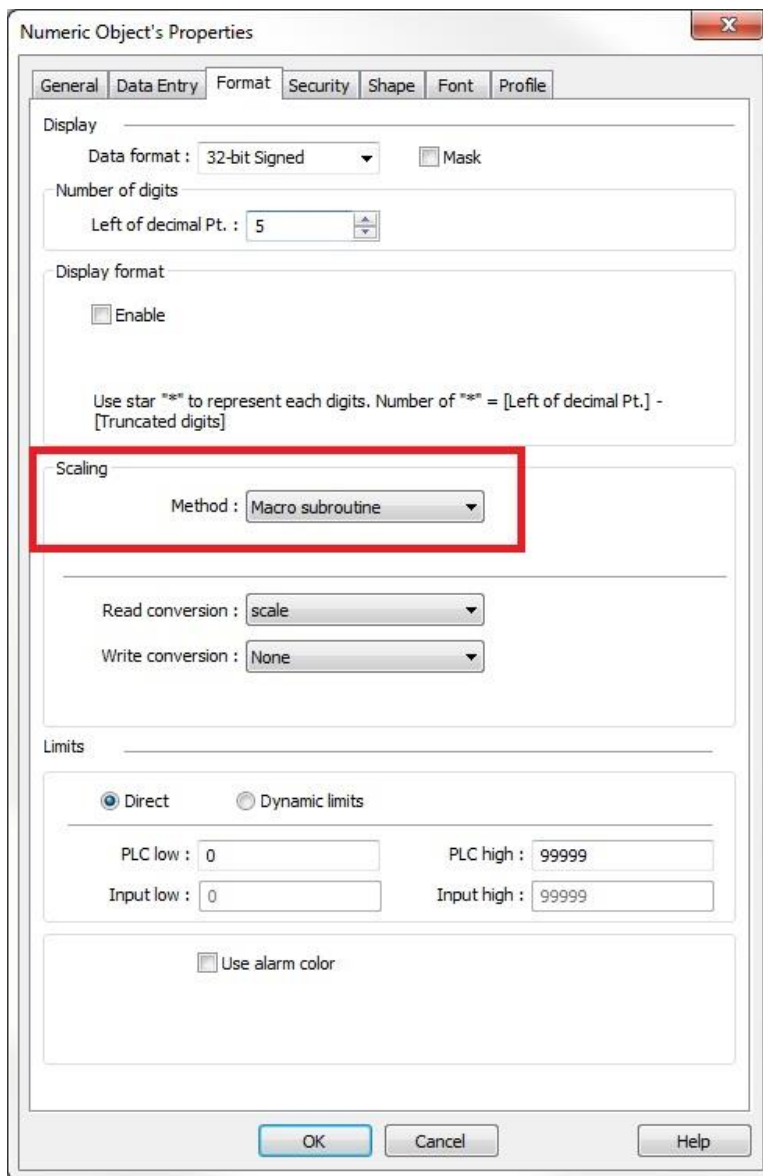 Numeric Object's Properties
General Data Entry Format Security Shape Font Profile
Display
Data format : 32-bit Signed Mask
Number of digits
Left of decimal Pt. : 5
Display format
Enable
Use star "*" to represent each digits. Number of "*" = [Left of decimal Pt.] -
[Truncated digits]
Scaling
Method : Macro subroutine
Read conversion : scale
Write conversion : None
Limits
Direct Dynamic limits
PLC low : 0 PLC high : 99999
Input low : 0 Input high : 99999
Use alarm color
OK Cancel Help